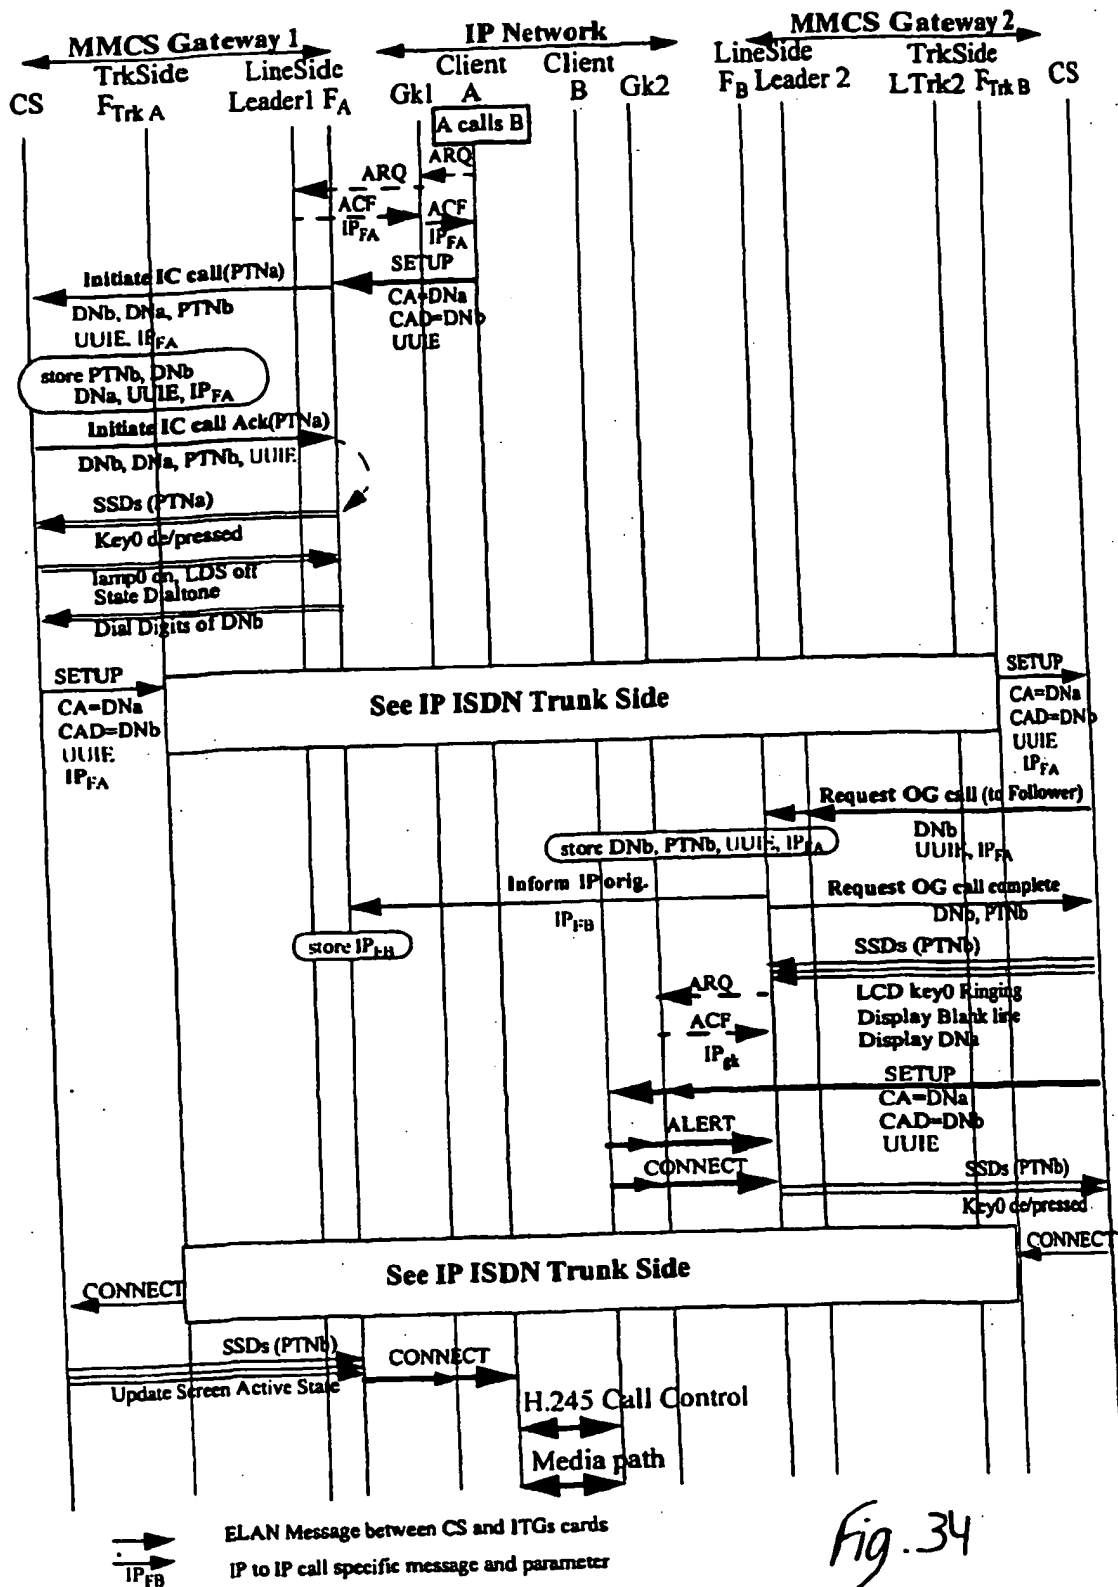 MMCS Gateway 1
IP Network
MMCS Gateway 2
CS
TrkSide
FTrk A
LineSide
Leader1 FA
Gk1
Client
A
Client
B
Gk2
LineSide
FB Leader 2
TrkSide
LTrk2 FTrk B
CS
A calls B
ARQ
ARQ
ACF
IPFA
ACF
IPFA
SETUP
CA=DNa
CAD=DNb
UUIE
Initiate IC call(PTNa)
DNb, DNa, PTNb
UUIE, IPFA
store PTNb, DNb
DNa, UUIE, IPFA
Initiate IC call Ack(PTNa)
DNb, DNa, PTNb, UUIE
SSDs (PTNa)
Key0 de/pressed
lamp0 on, LDS off
State Dialtone
Dial Digits of DNb
SETUP
CA=DNa
CAD=DNb
UUIE
IPFA
See IP ISDN Trunk Side
SETUP
CA=DNa
CAD=DNb
UUIE
IPFA
Request OG call (to Follower)
DNb
UUIE, IPFA
store DNb, PTNb, UUIE, IPFA
Inform IP orig.
IPFB
Request OG call complete
DNb, PTNb
store IPFB
SSDs (PTNb)
LCD key0 Ringing
Display Blank line
Display DNa
ARQ
ACF
IPgk
SETUP
CA=DNa
CAD=DNb
UUIE
ALERT
CONNECT
SSDs (PTNb)
Key0 de/pressed
CONNECT
See IP ISDN Trunk Side
CONNECT
SSDs (PTNb)
Update Screen Active State
CONNECT
H.245 Call Control
Media path
ELAN Message between CS and ITGs cards
IPFB
IP to IP call specific message and parameter
Fig. 34